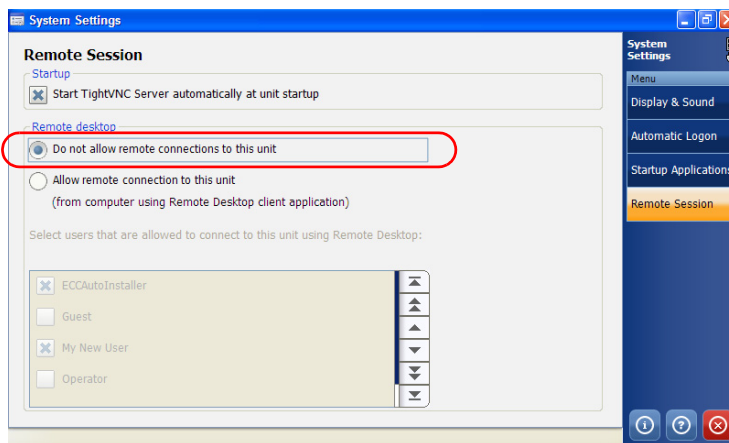 System Settings
Remote Session
Startup
Start TightVNC Server automatically at unit startup
Remote desktop
Do not allow remote connections to this unit
Allow remote connection to this unit
(from computer using Remote Desktop client application)
Select users that are allowed to connect to this unit using Remote Desktop:
ECCAutoInstaller
Guest
My New User
Operator
System
Settings
Menu
Display & Sound
Automatic Logon
Startup Applications
Remote Session